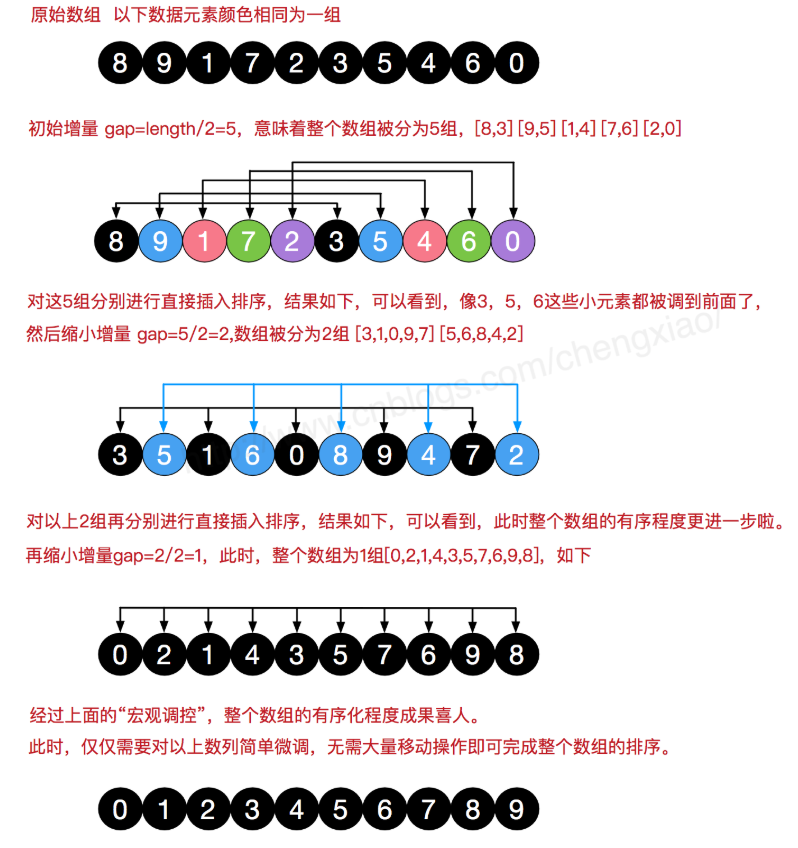 原始数组 以下数据元素颜色相同为一组
8 9 1 7 2 3 5 4 6 0
初始增量 gap=length/2=5，意味着整个数组被分为5组，[8,3][9,5][1,4][7,6][2,0]
8 9 1 7 2 3 5 4 6 0
对这5组分别进行直接插入排序，结果如下，可以看到，像3，5，6这些小元素都被调到前面了，
然后缩小增量 gap=5/2=2,数组被分为2组 [3,1,0,9,7][5,6,8,4,2]
www.cnblogs.com/chengxiao/
3 5 1 6 0 8 9 4 7 2
对以上2组再分别进行直接插入排序，结果如下，可以看到，此时整个数组的有序程度更进一步啦。
再缩小增量gap=2/2=1，此时，整个数组为1组[0,2,1,4,3,5,7,6,9,8]，如下
0 2 1 4 3 5 7 6 9 8
经过上面的“宏观调控”，整个数组的有序化程度成果喜人。
此时，仅仅需要对以上数列简单微调，无需大量移动操作即可完成整个数组的排序。
0 1 2 3 4 5 6 7 8 9